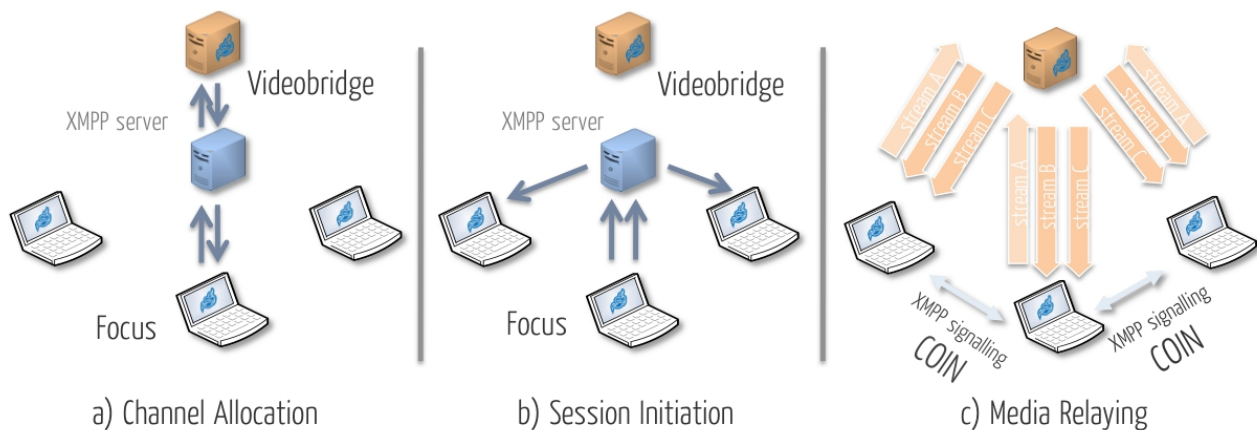 Videobridge
XMPP server
Focus
a) Channel Allocation
Videobridge
XMPP server
Focus
b) Session Initiation
stream A
stream B
stream C
stream A
stream B
stream C
stream A
stream B
stream C
XMPP signalling
COIN
XMPP signalling
COIN
c) Media Relaying